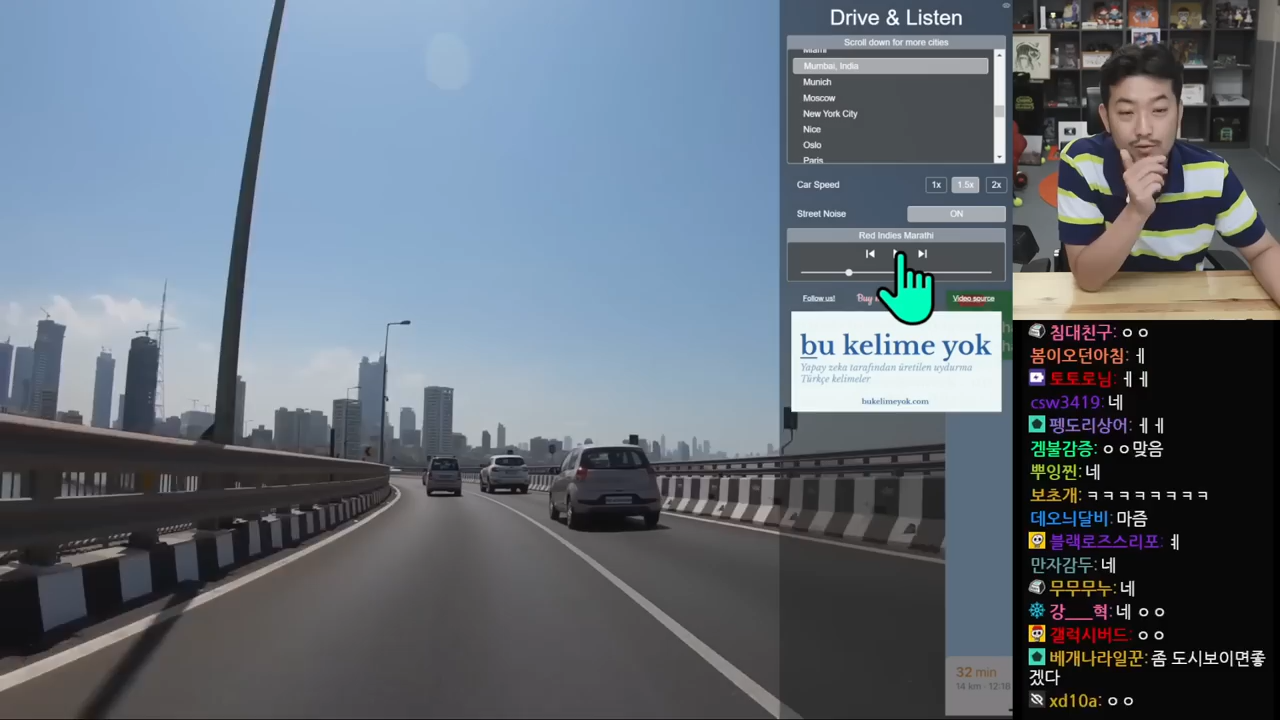 Drive & Listen
Scroll down for more cities
Miami
Mumbai, India
Munich
Moscow
New York City
Nice
Oslo
Paris
Car Speed
1x
1.5x
2x
Street Noise
ON
Red Indies Marathi
Follow us!
Buy
Video source
bu kelime yok
Yapay zeka tarafından üretilen uydurma
Türkçe kelimeler
bukelimeyok.com
32 min
14 km
침대친구: ㅇㅇ
봄이오던아침: ㅔ
토토로님: ㅔㅔ
csw3419: 네
펭도리상어: ㅔㅔ
겜불감증: ㅇㅇ맞음
뿌잉찐: 네
보초개: ㅋㅋㅋㅋㅋㅋㅋㅋ
데오늬달비: 마즘
블랙로즈스리포: ㅖ
만자감두: 네
무무무누: 네
강___혁: 네 ㅇㅇ
갤럭시버드: ㅇㅇ
베개나라일꾼: 좀 도시보이면좋
겠다
xd10a: ㅇㅇ